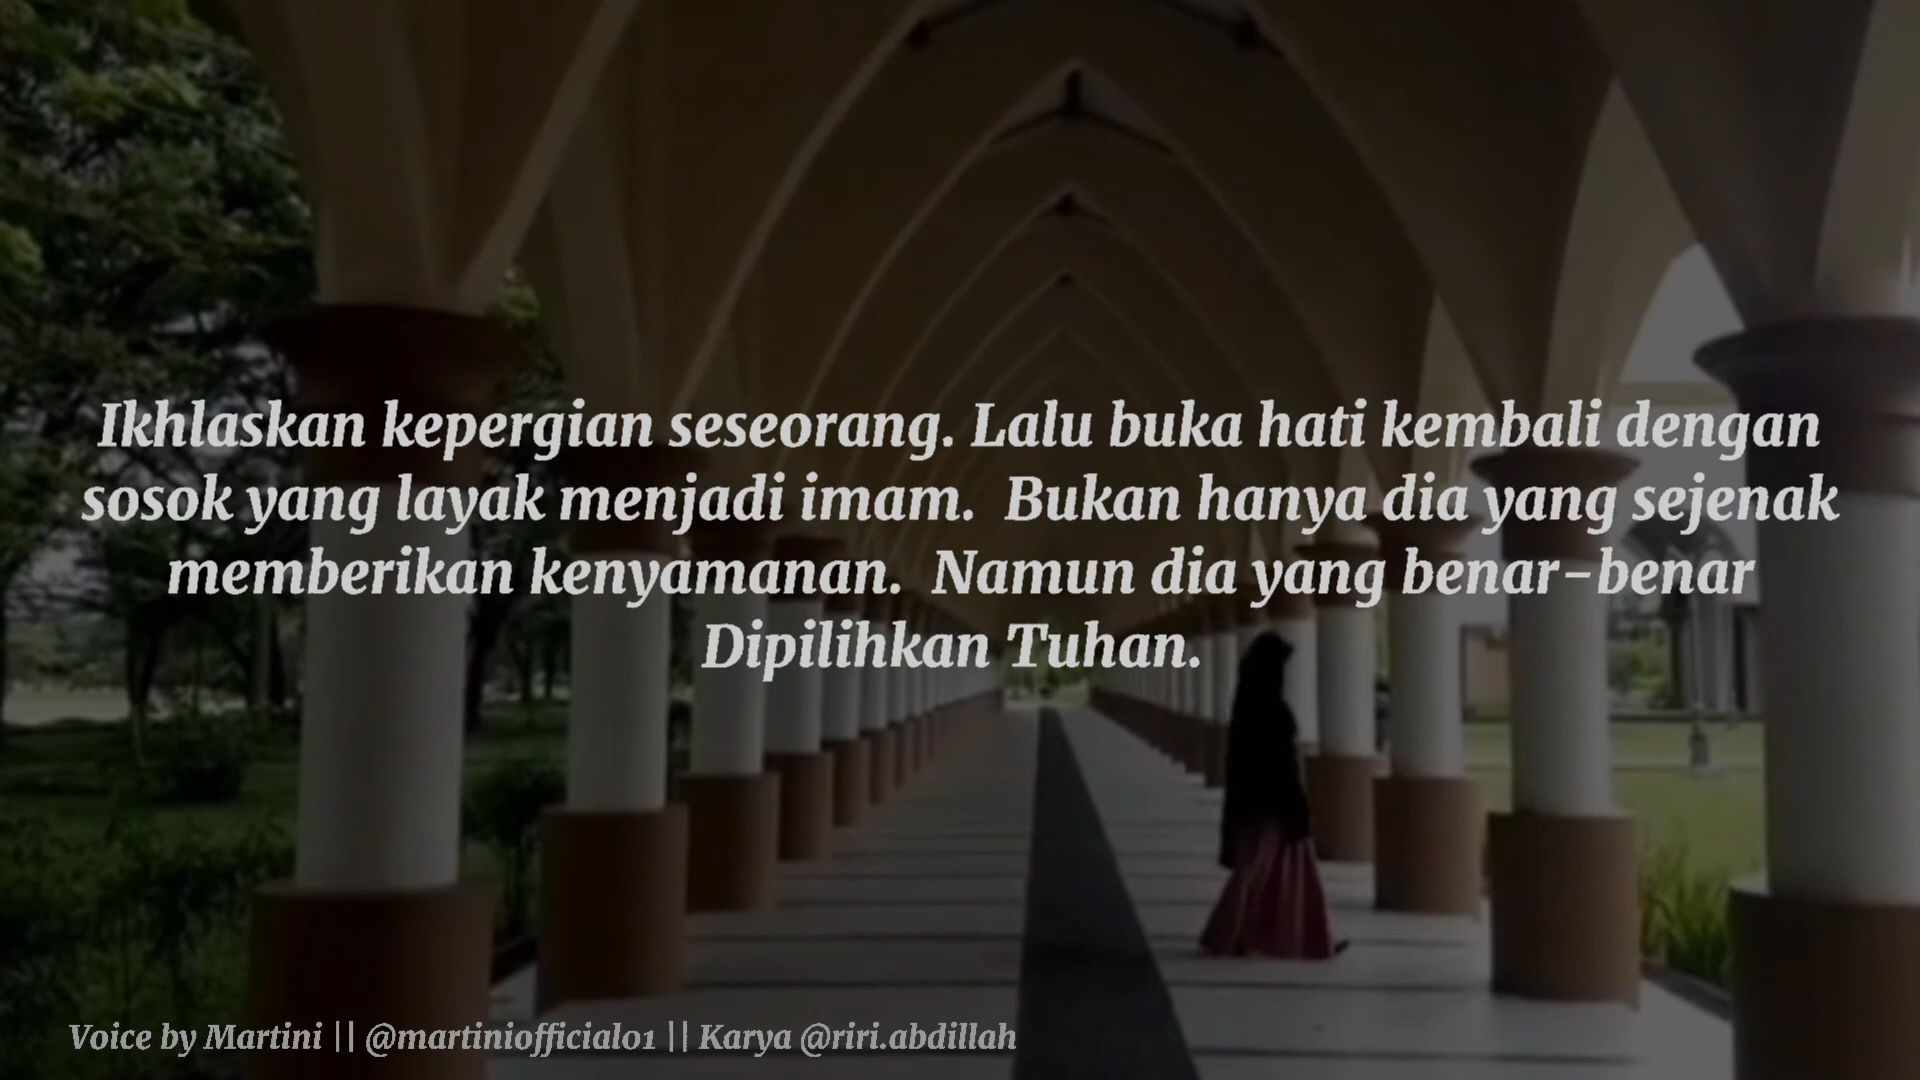 Ikhlaskan kepergian seseorang. Lalu buka hati kembali dengan
sosok yang layak menjadi imam. Bukan hanya dia yang sejenak
memberikan kenyamanan. Namun dia yang benar-benar
Dipilihkan Tuhan.
Voice by Martini || @martiniofficial01 || Karya @riri.abdillah